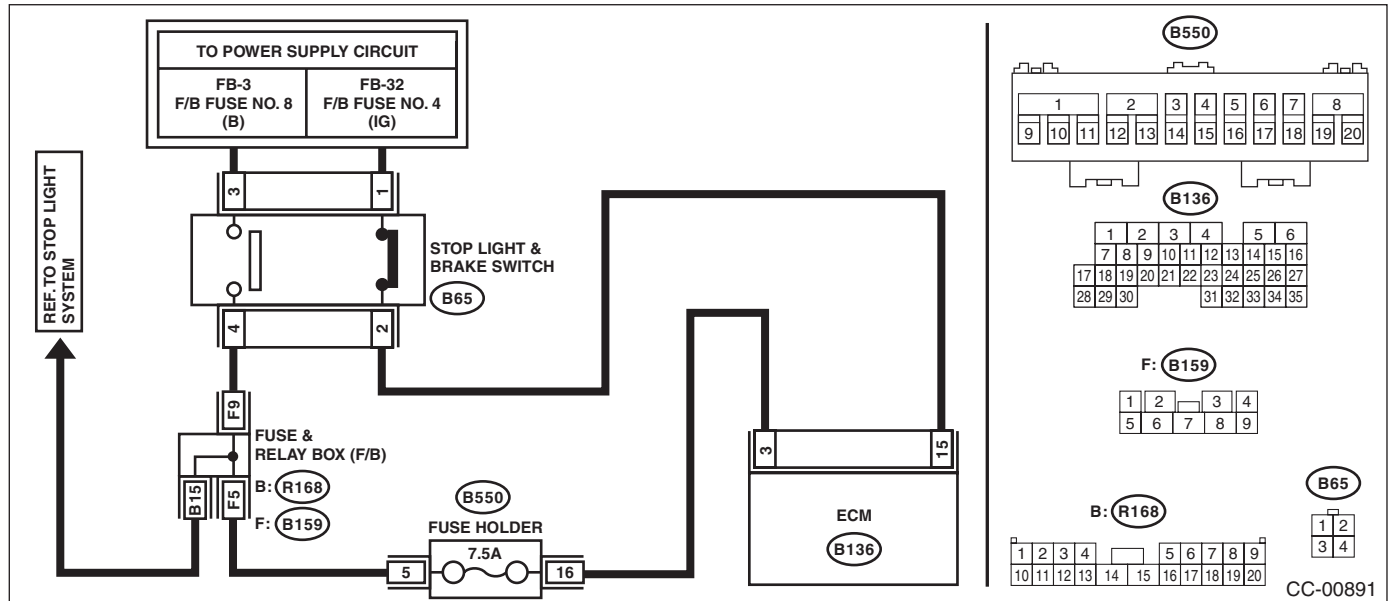 TO POWER SUPPLY CIRCUIT
FB-3
F/B FUSE NO. 8
(B)
FB-32
F/B FUSE NO. 4
(IG)
REF. TO STOP LIGHT
SYSTEM
3 1
STOP LIGHT &
BRAKE SWITCH
B65
4 2
F9
FUSE &
RELAY BOX (F/B)
B: R168
F: B159
B15 F5
B550
FUSE HOLDER
7.5A
5 16
3 15
ECM
B136
B550
1 2 3 4 5 6 7 8
9 10 11 12 13 14 15 16 17 18 19 20
B136
1 2 3 4 5 6
7 8 9 10 11 12 13 14 15 16
17 18 19 20 21 22 23 24 25 26 27
28 29 30 31 32 33 34 35
F: B159
1 2 3 4
5 6 7 8 9
B65
1 2
3 4
B: R168
1 2 3 4 5 6 7 8 9
10 11 12 13 14 15 16 17 18 19 20
CC-00891